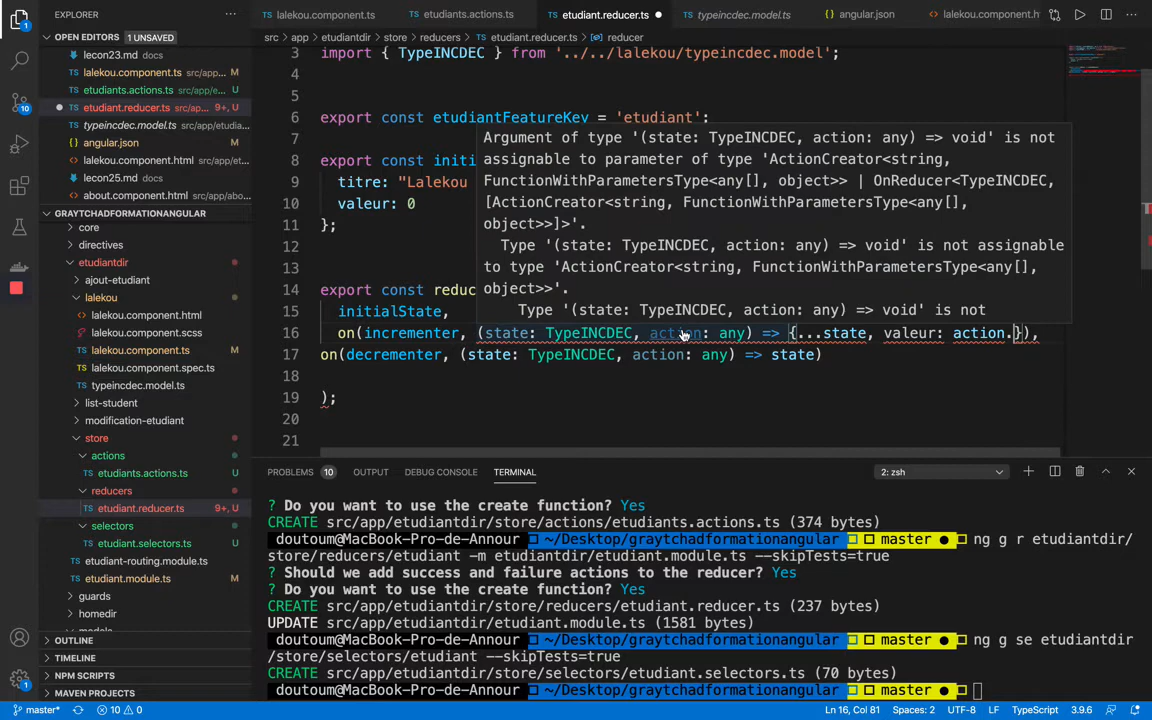 EXPLORER
lalekou.component.ts
etudiants.actions.ts
etudiant.reducer.ts
typeincdec.model.ts
angular.json
lalekou.component.h
OPEN EDITORS 1 UNSAVED
src > app > etudiantdir > store > reducers > etudiant.reducer.ts > reducer
lecon23.md docs
lalekou.component.ts src/app...
etudiants.actions.ts src/app/e...
etudiant.reducer.ts src/ap... 9+, U
typeincdec.model.ts src/app/etudia...
angular.json
lalekou.component.html src/app/etu...
lecon25.md docs
about.component.html src/app/abo...
GRAYTCHADFORMATIONANGULAR
core
directives
etudiantdir
ajout-etudiant
lalekou
lalekou.component.html
lalekou.component.scss
lalekou.component.ts M
lalekou.component.spec.ts
typeincdec.model.ts
list-student
modification-etudiant
store
actions
etudiants.actions.ts U
reducers
etudiant.reducer.ts 9+, U
selectors
etudiant.selectors.ts U
etudiant-routing.module.ts
etudiant.module.ts M
guards
homedir
OUTLINE
TIMELINE
NPM SCRIPTS
MAVEN PROJECTS
3 import { TypeINCDEC } from '../../lalekou/typeincdec.model';
4
5
6 export const etudiantFeatureKey = 'etudiant';
7
8 export const initi
9 titre: "Lalekou
10 valeur: 0
11 };
12
13
14 export const reduc
15 initialState,
16 on(incrementer, (state: TypeINCDEC, action: any) => {...state, valeur: action.}),
17 on(decrementer, (state: TypeINCDEC, action: any) => state)
18
19 );
20
21
Argument of type '(state: TypeINCDEC, action: any) => void' is not
assignable to parameter of type 'ActionCreator<string,
FunctionWithParametersType<any[], object>> | OnReducer<TypeINCDEC,
[ActionCreator<string, FunctionWithParametersType<any[],
object>>]>'.
Type '(state: TypeINCDEC, action: any) => void' is not assignable
to type 'ActionCreator<string, FunctionWithParametersType<any[],
object>>'.
Type '(state: TypeINCDEC, action: any) => void' is not
PROBLEMS 10 OUTPUT DEBUG CONSOLE TERMINAL 2: zsh
? Do you want to use the create function? Yes
CREATE src/app/etudiantdir/store/actions/etudiants.actions.ts (374 bytes)
doutoum@MacBook-Pro-de-Annour ~/Desktop/graytchadformationangular master ● ng g r etudiantdir/
store/reducers/etudiant -m etudiantdir/etudiant.module.ts --skipTests=true
? Should we add success and failure actions to the reducer? Yes
? Do you want to use the create function? Yes
CREATE src/app/etudiantdir/store/reducers/etudiant.reducer.ts (237 bytes)
UPDATE src/app/etudiantdir/etudiant.module.ts (1581 bytes)
doutoum@MacBook-Pro-de-Annour ~/Desktop/graytchadformationangular master ● ng g se etudiantdir
/store/selectors/etudiant --skipTests=true
CREATE src/app/etudiantdir/store/selectors/etudiant.selectors.ts (70 bytes)
doutoum@MacBook-Pro-de-Annour ~/Desktop/graytchadformationangular master ●
master* 10 0 Ln 16, Col 81 Spaces: 2 UTF-8 LF TypeScript 3.9.6